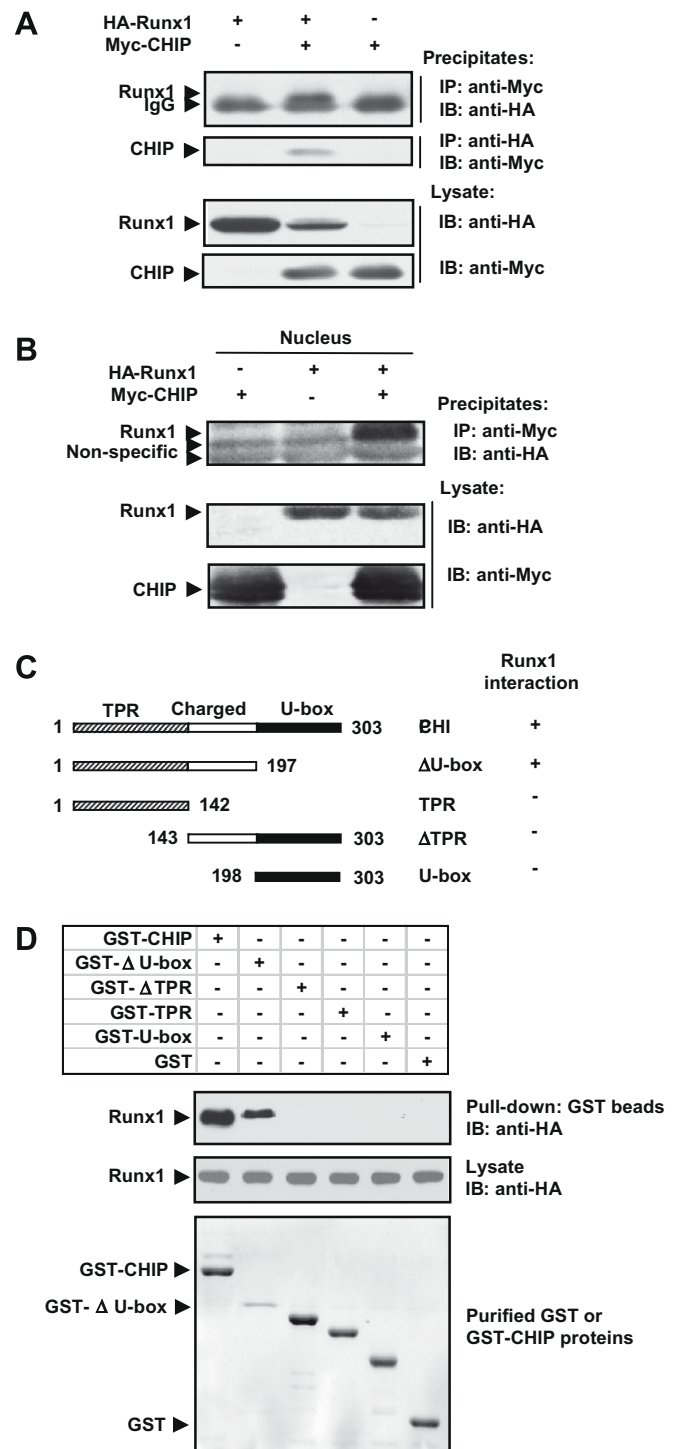 A
HA-Runx1 + + -
Myc-CHIP - + +
Precipitates:
Runx1
IgG
IP: anti-Myc
IB: anti-HA
CHIP
IP: anti-HA
IB: anti-Myc
Lysate:
Runx1
IB: anti-HA
CHIP
IB: anti-Myc
B
Nucleus
HA-Runx1 - + +
Myc-CHIP + - +
Precipitates:
Runx1
Non-specific
IP: anti-Myc
IB: anti-HA
Lysate:
Runx1
IB: anti-HA
CHIP
IB: anti-Myc
C
Runx1
interaction
TPR Charged U-box
1 303 CHIP +
1 197 ΔU-box +
1 142 TPR -
143 303 ΔTPR -
198 303 U-box -
D
GST-CHIP + - - - - -
GST- Δ U-box - + - - - -
GST- Δ TPR - - + - - -
GST-TPR - - - + - -
GST-U-box - - - - + -
GST - - - - - +
Runx1
Pull-down: GST beads
IB: anti-HA
Runx1
Lysate
IB: anti-HA
GST-CHIP
GST- Δ U-box
Purified GST or
GST-CHIP proteins
GST